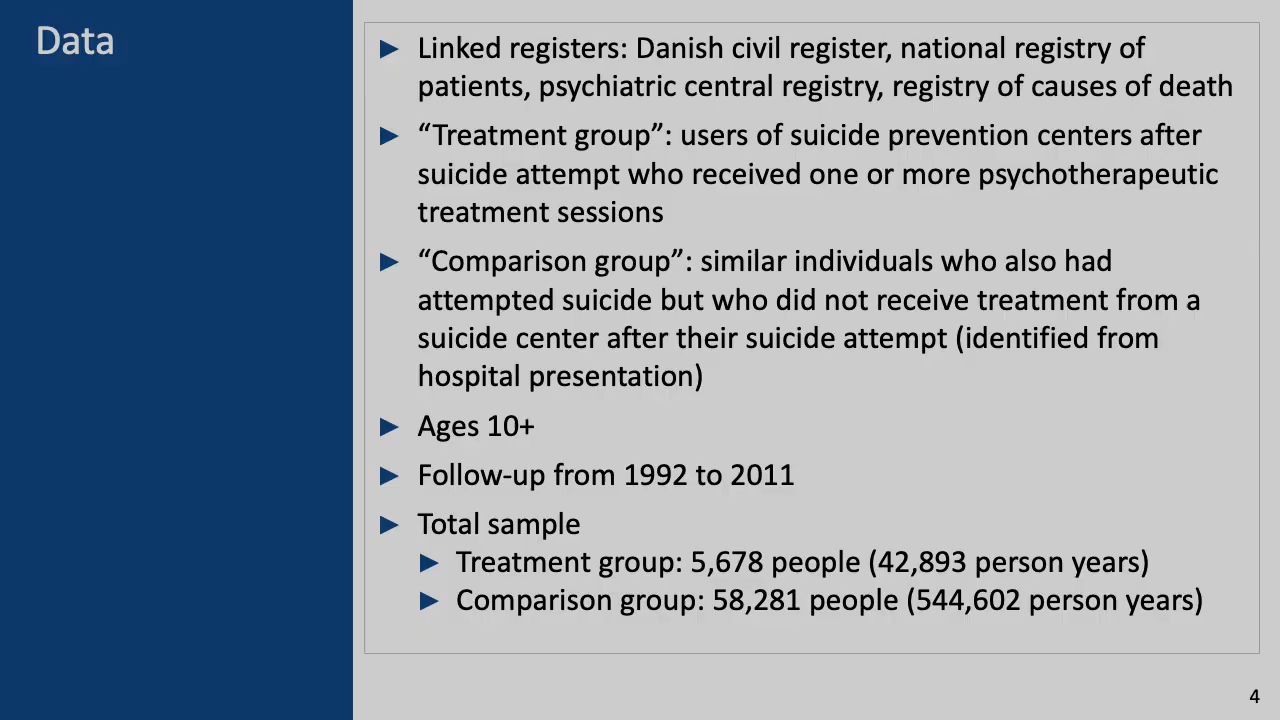 Data
► Linked registers: Danish civil register, national registry of
patients, psychiatric central registry, registry of causes of death
► “Treatment group”: users of suicide prevention centers after
suicide attempt who received one or more psychotherapeutic
treatment sessions
► “Comparison group”: similar individuals who also had
attempted suicide but who did not receive treatment from a
suicide center after their suicide attempt (identified from
hospital presentation)
► Ages 10+
► Follow-up from 1992 to 2011
► Total sample
► Treatment group: 5,678 people (42,893 person years)
► Comparison group: 58,281 people (544,602 person years)
4